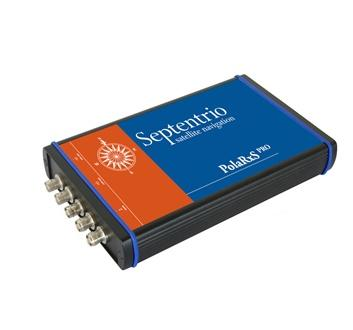 Septentrio
satellite navigation
PolaRxS PRO